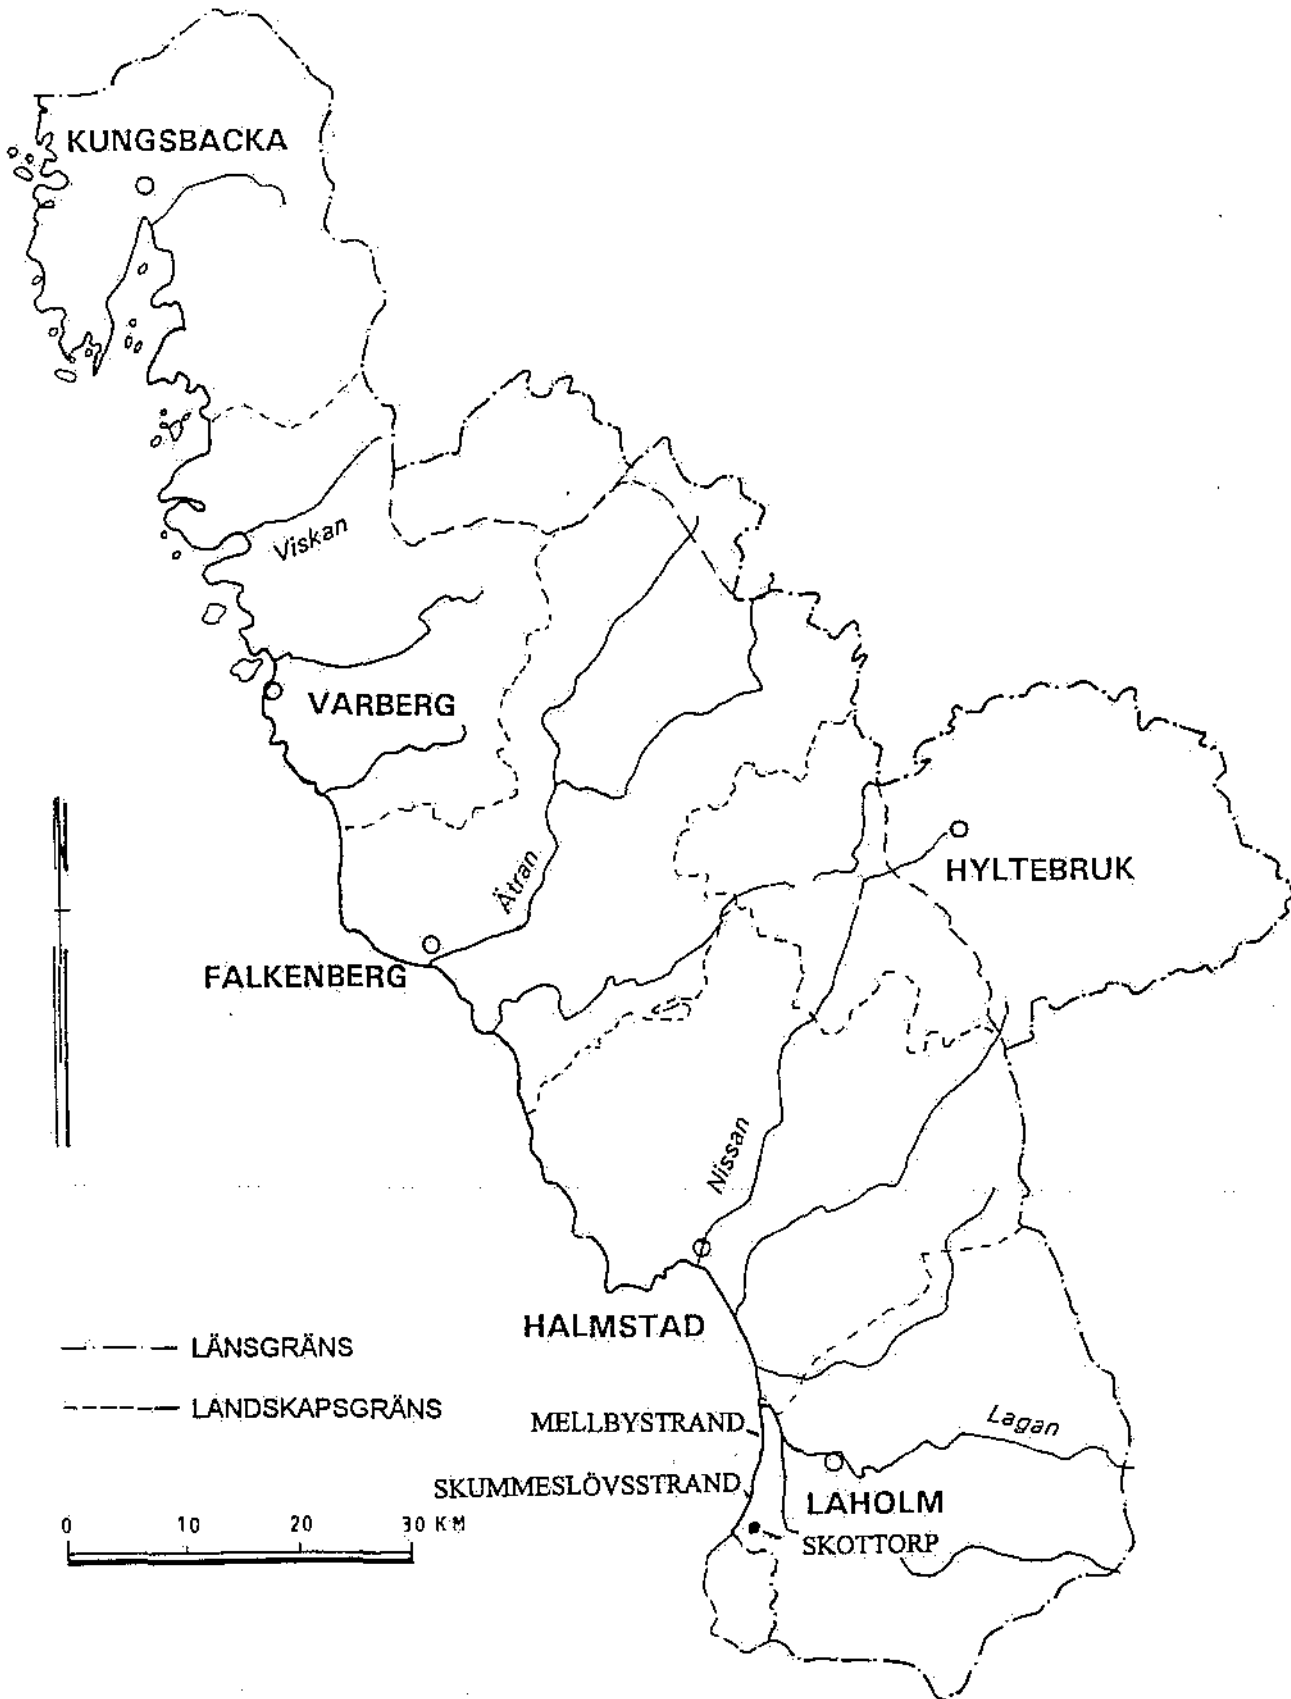 KUNGSBACKA
Viskan
VARBERG
N
Ätran
HYLTEBRUK
FALKENBERG
Nissan
HALMSTAD
LÄNSGRÄNS
LANDSKAPSGRÄNS
MELLBYSTRAND
Lagan
SKUMMESLÖVSSTRAND
LAHOLM
0 10 20 30 KM
SKOTTORP